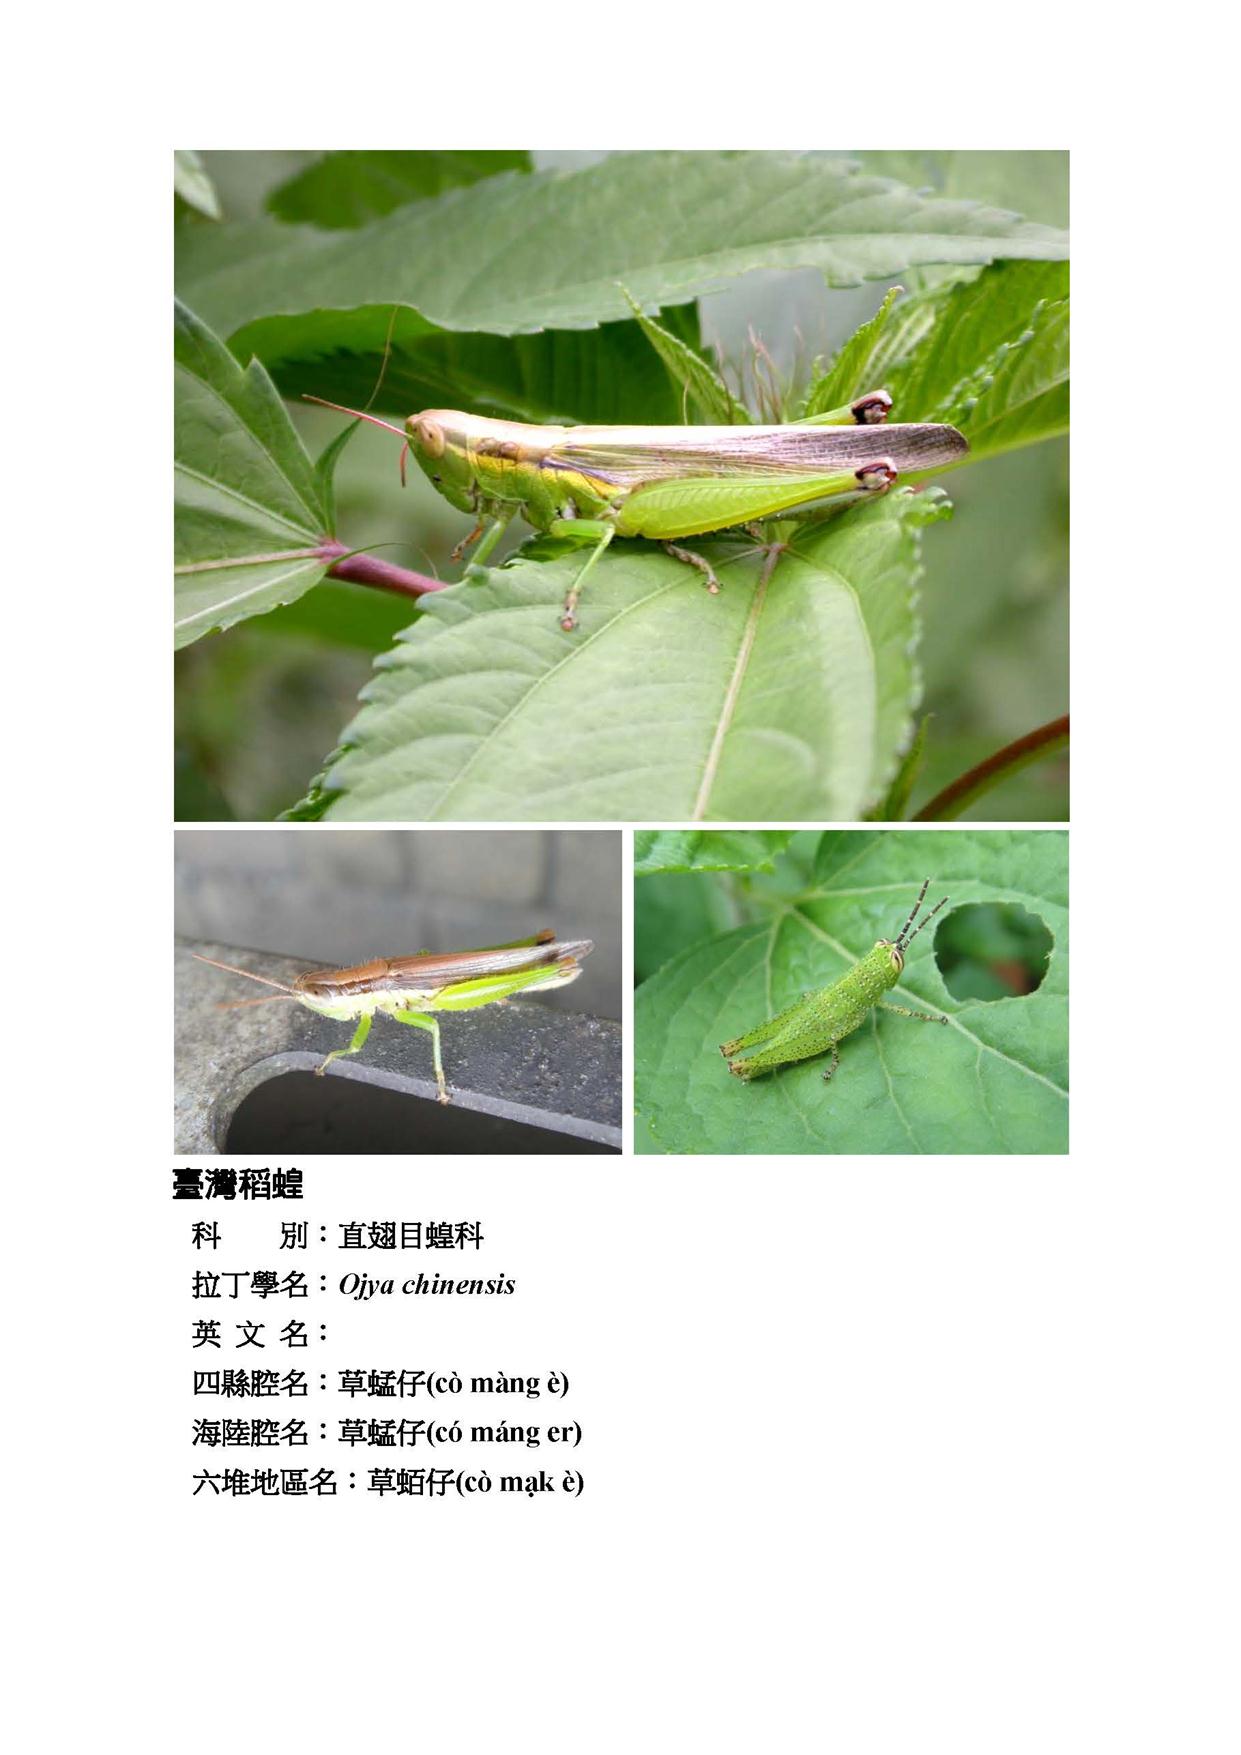 臺灣稻蝗
科　　別：直翅目蝗科
拉丁學名：Ojya chinensis
英 文 名：
四縣腔名：草蜢仔(cò màng è)
海陸腔名：草蜢仔(có máng er)
六堆地區名：草蛨仔(cò mạk è)